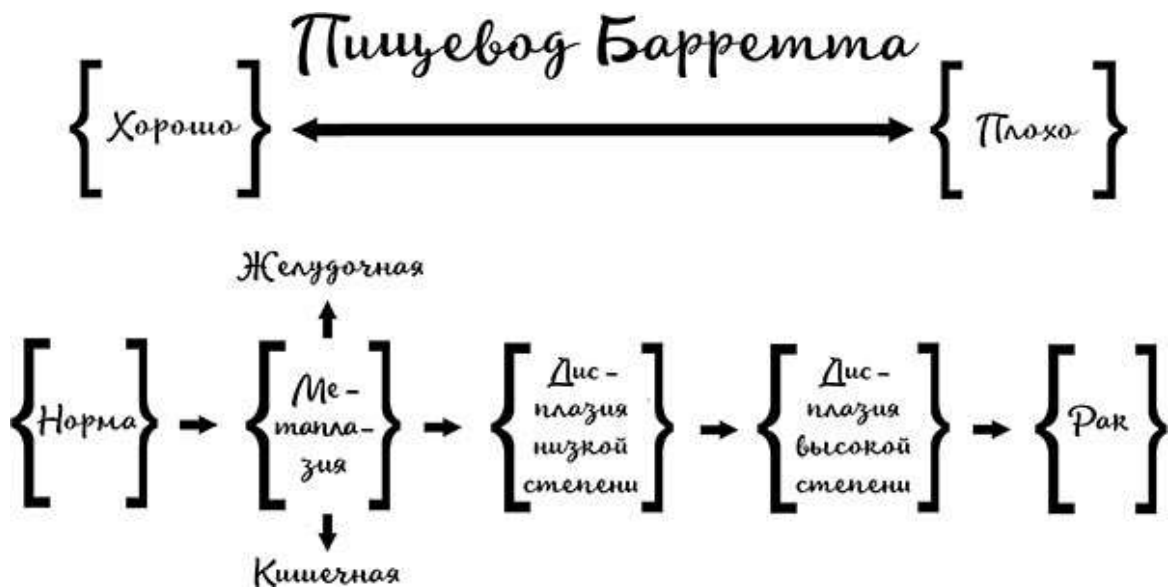 Пищевод Барретта
Хорошо
Плохо
Желудочная
Норма
Ме-
тапла-
зия
Дис-
плазия
низкой
степени
Дис-
плазия
высокой
степени
Рак
Кишечная